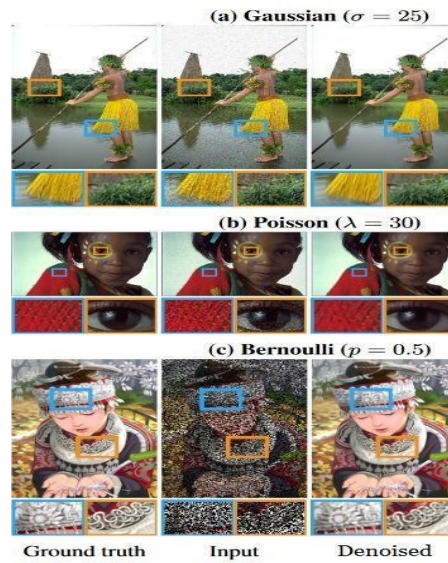 (a) Gaussian (σ = 25)
(b) Poisson (λ = 30)
(c) Bernoulli (p = 0.5)
Ground truth Input Denoised